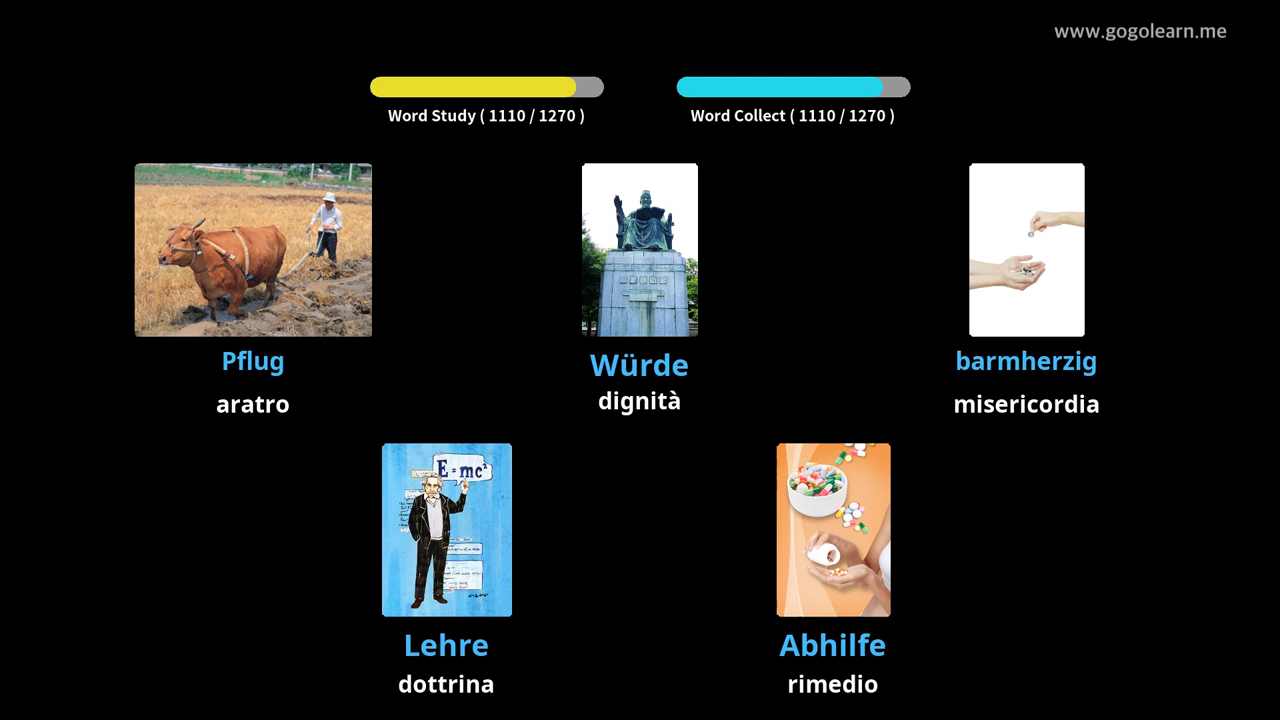 www.gogolearn.me
Word Study ( 1110 / 1270 )
Word Collect ( 1110 / 1270 )
Pflug
aratro
Würde
dignità
barmherzig
misericordia
E=mc²
Lehre
dottrina
Abhilfe
rimedio